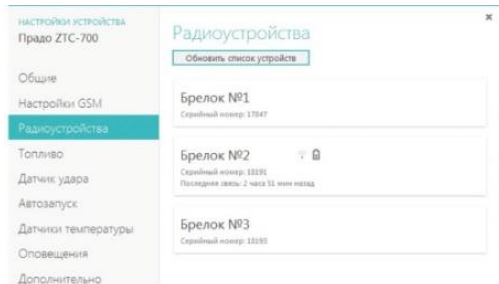 НАСТРОЙКИ УСТРОЙСТВА
Прадо ZTC-700
Общие
Настройки GSM
Радиоустройства
Топливо
Датчик удара
Автозапуск
Датчики температуры
Оповещения
Дополнительно
Радиоустройства
Обновить список устройств
Брелок №1
Серийный номер: 17847
Брелок №2
Серийный номер: 18191
Последняя связь: 2 часа 51 мин назад
Брелок №3
Серийный номер: 18193